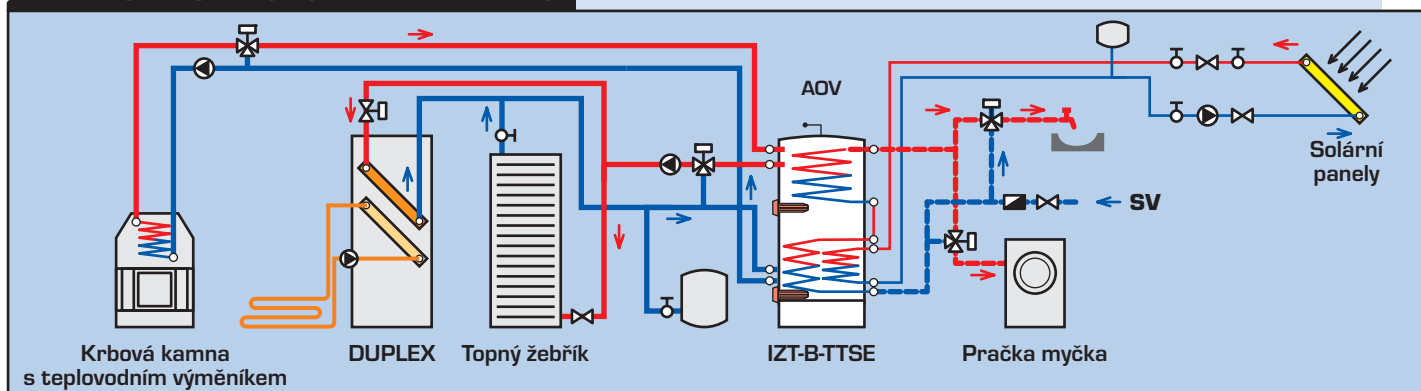 AOV
Solární
panely
SV
Krbová kamna
s teplovodním výměníkem
DUPLEX
Topný žebřík
IZT-B-TTSE
Pračka myčka